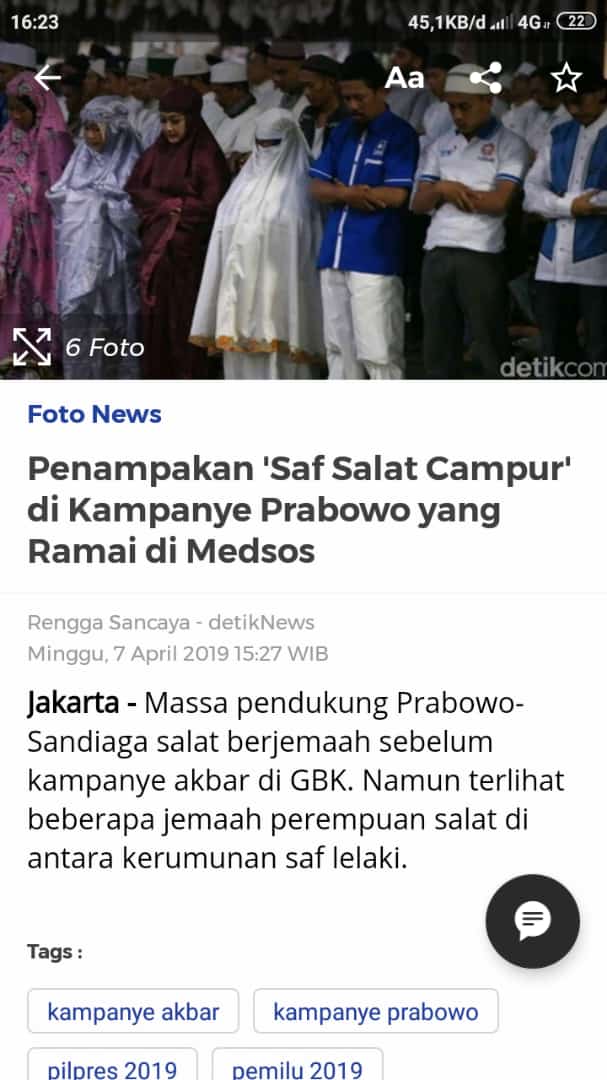 16:23
45,1KB/d 4G 22
Aa
6 Foto
detikcom
Foto News
Penampakan 'Saf Salat Campur'
di Kampanye Prabowo yang
Ramai di Medsos
Rengga Sancaya - detikNews
Minggu, 7 April 2019 15:27 WIB
Jakarta - Massa pendukung Prabowo-
Sandiaga salat berjemaah sebelum
kampanye akbar di GBK. Namun terlihat
beberapa jemaah perempuan salat di
antara kerumunan saf lelaki.
Tags :
kampanye akbar
kampanye prabowo
pilpres 2019
pemilu 2019